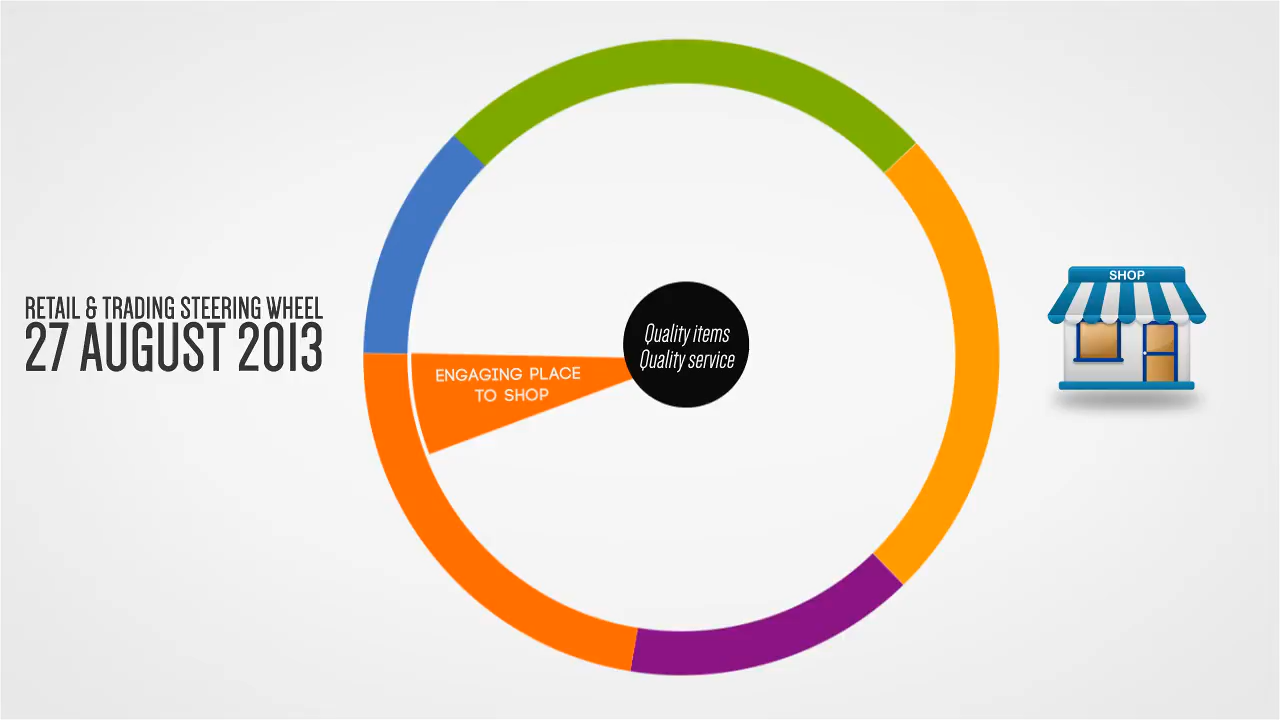 RETAIL & TRADING STEERING WHEEL
27 AUGUST 2013
ENGAGING PLACE
TO SHOP
Quality items
Quality service
SHOP